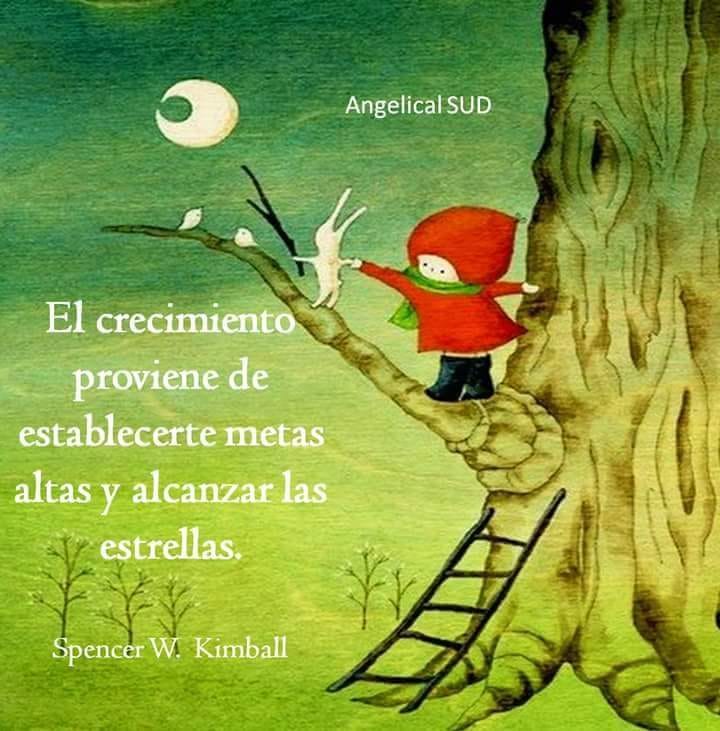 Angelical SUD
El crecimiento
proviene de
establecerte metas
altas y alcanzar las
estrellas.
Spencer W. Kimball